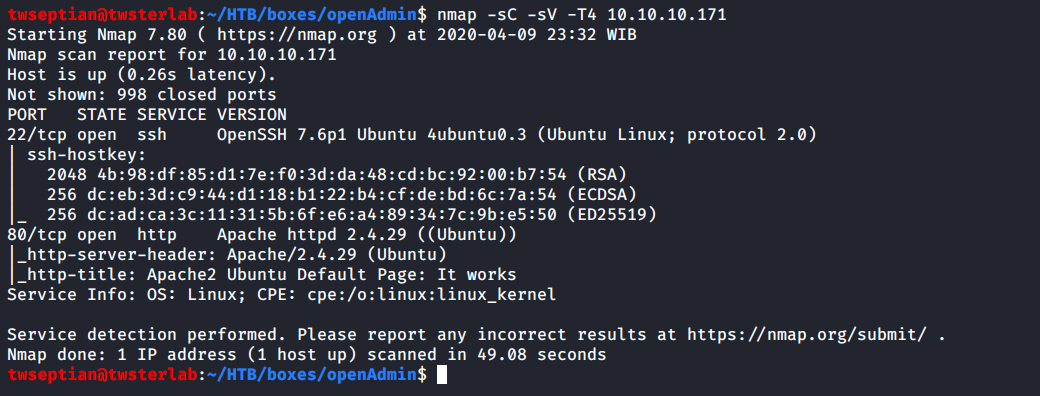 twseptian@twsterlab:~/HTB/boxes/openAdmin$ nmap -sC -sV -T4 10.10.10.171
Starting Nmap 7.80 ( https://nmap.org ) at 2020-04-09 23:32 WIB
Nmap scan report for 10.10.10.171
Host is up (0.26s latency).
Not shown: 998 closed ports
PORT   STATE SERVICE VERSION
22/tcp open  ssh     OpenSSH 7.6p1 Ubuntu 4ubuntu0.3 (Ubuntu Linux; protocol 2.0)
| ssh-hostkey:
|   2048 4b:98:df:85:d1:7e:f0:3d:da:48:cd:bc:92:00:b7:54 (RSA)
|   256 dc:eb:3d:c9:44:d1:18:b1:22:b4:cf:de:bd:6c:7a:54 (ECDSA)
|_  256 dc:ad:ca:3c:11:31:5b:6f:e6:a4:89:34:7c:9b:e5:50 (ED25519)
80/tcp open  http    Apache httpd 2.4.29 ((Ubuntu))
|_http-server-header: Apache/2.4.29 (Ubuntu)
|_http-title: Apache2 Ubuntu Default Page: It works
Service Info: OS: Linux; CPE: cpe:/o:linux:linux_kernel

Service detection performed. Please report any incorrect results at https://nmap.org/submit/ .
Nmap done: 1 IP address (1 host up) scanned in 49.08 seconds
twseptian@twsterlab:~/HTB/boxes/openAdmin$